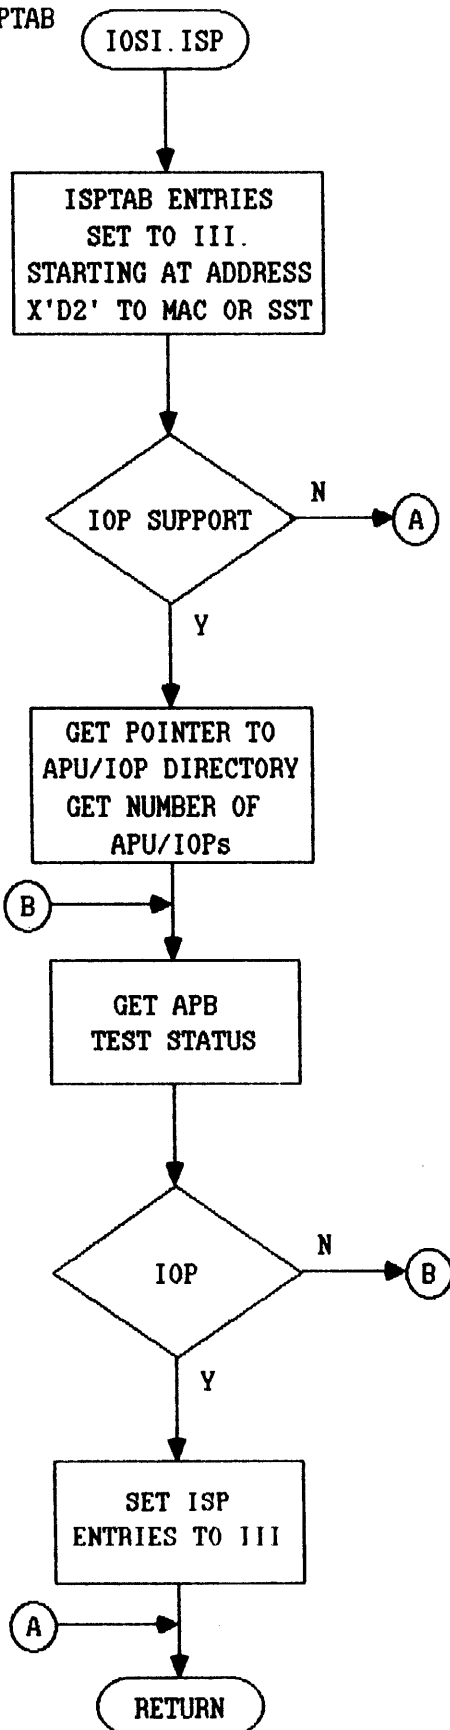 PTAB
IOSI.ISP
ISPTAB ENTRIES
SET TO III.
STARTING AT ADDRESS
X'D2' TO MAC OR SST
IOP SUPPORT
N
A
Y
GET POINTER TO
APU/IOP DIRECTORY
GET NUMBER OF
APU/IOPs
B
GET APB
TEST STATUS
IOP
N
B
Y
SET ISP
ENTRIES TO III
A
RETURN